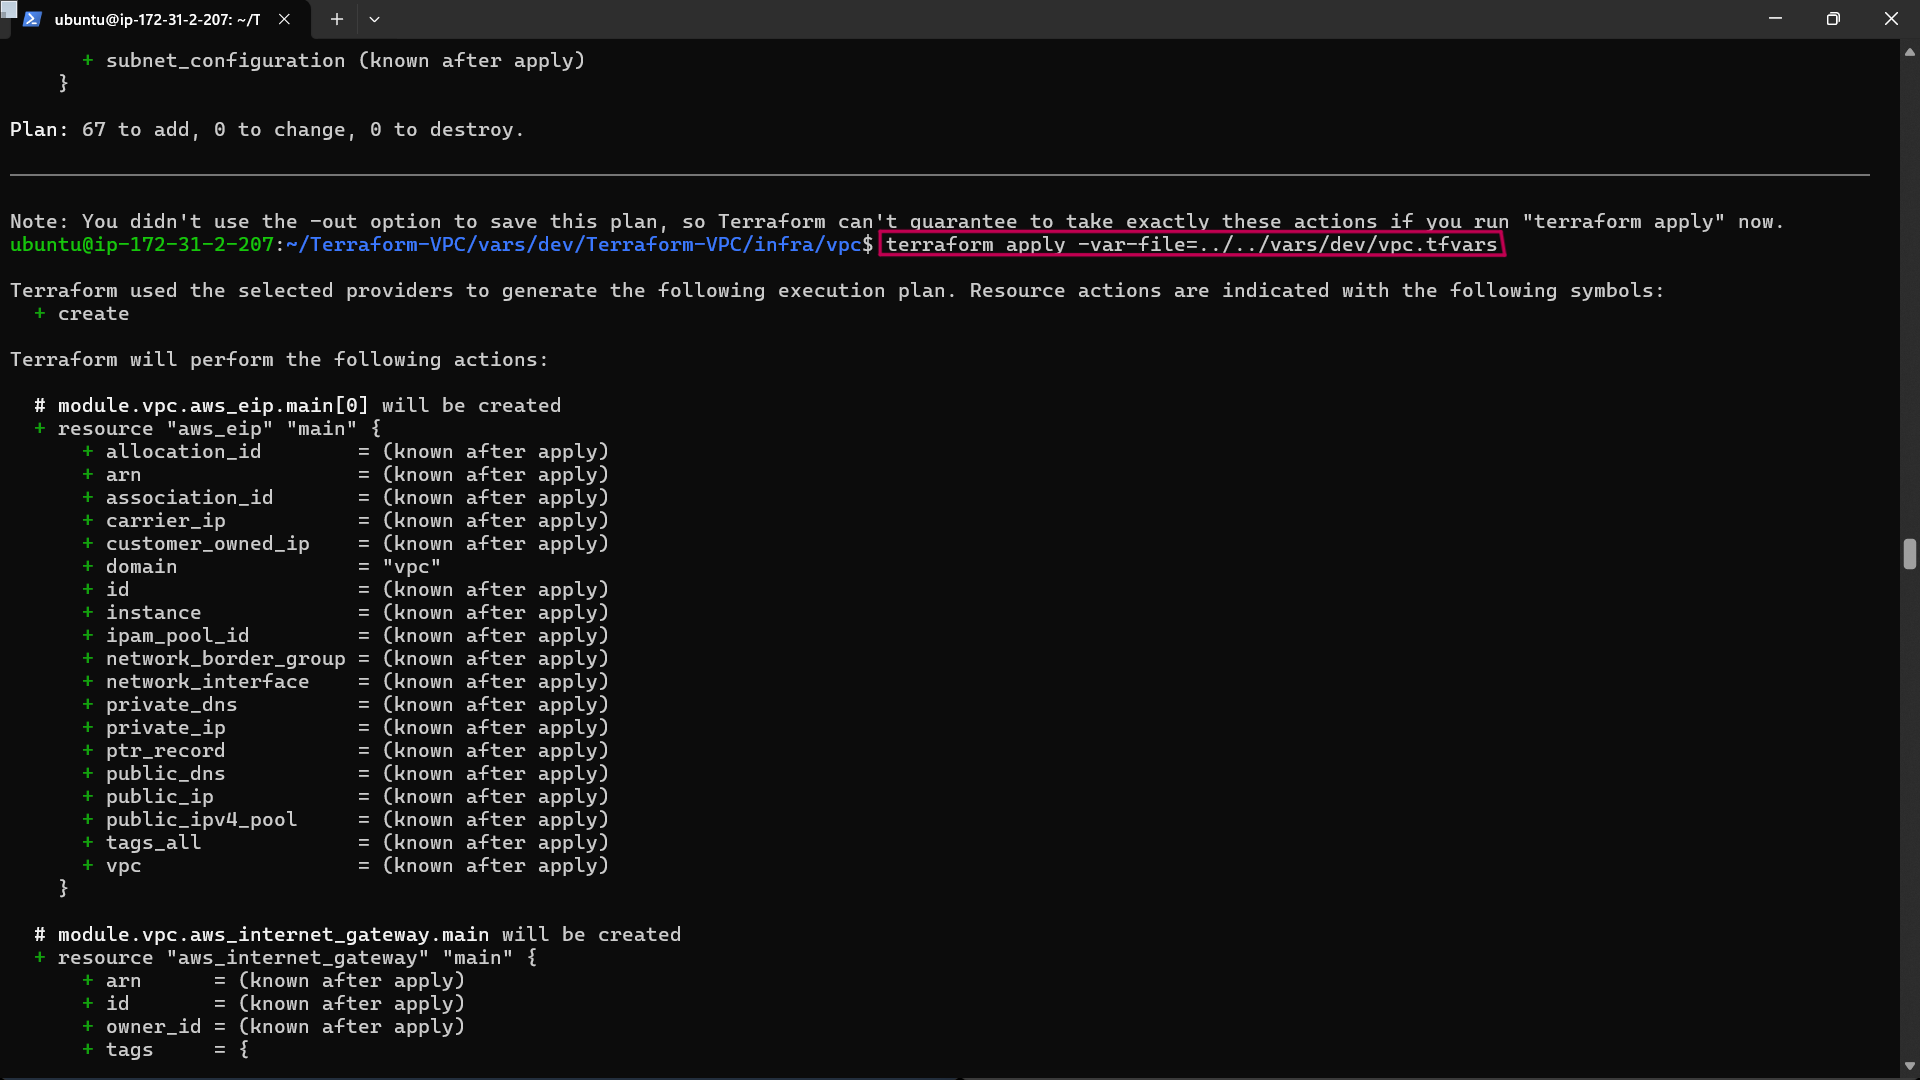 ubuntu@ip-172-31-2-207: ~/T
+ subnet_configuration (known after apply)
}
Plan: 67 to add, 0 to change, 0 to destroy.
Note: You didn't use the -out option to save this plan, so Terraform can't guarantee to take exactly these actions if you run "terraform apply" now.
ubuntu@ip-172-31-2-207:~/Terraform-VPC/vars/dev/Terraform-VPC/infra/vpc$ terraform apply -var-file=../../vars/dev/vpc.tfvars
Terraform used the selected providers to generate the following execution plan. Resource actions are indicated with the following symbols:
+ create
Terraform will perform the following actions:
# module.vpc.aws_eip.main[0] will be created
+ resource "aws_eip" "main" {
+ allocation_id = (known after apply)
+ arn = (known after apply)
+ association_id = (known after apply)
+ carrier_ip = (known after apply)
+ customer_owned_ip = (known after apply)
+ domain = "vpc"
+ id = (known after apply)
+ instance = (known after apply)
+ ipam_pool_id = (known after apply)
+ network_border_group = (known after apply)
+ network_interface = (known after apply)
+ private_dns = (known after apply)
+ private_ip = (known after apply)
+ ptr_record = (known after apply)
+ public_dns = (known after apply)
+ public_ip = (known after apply)
+ public_ipv4_pool = (known after apply)
+ tags_all = (known after apply)
+ vpc = (known after apply)
}
# module.vpc.aws_internet_gateway.main will be created
+ resource "aws_internet_gateway" "main" {
+ arn = (known after apply)
+ id = (known after apply)
+ owner_id = (known after apply)
+ tags = {